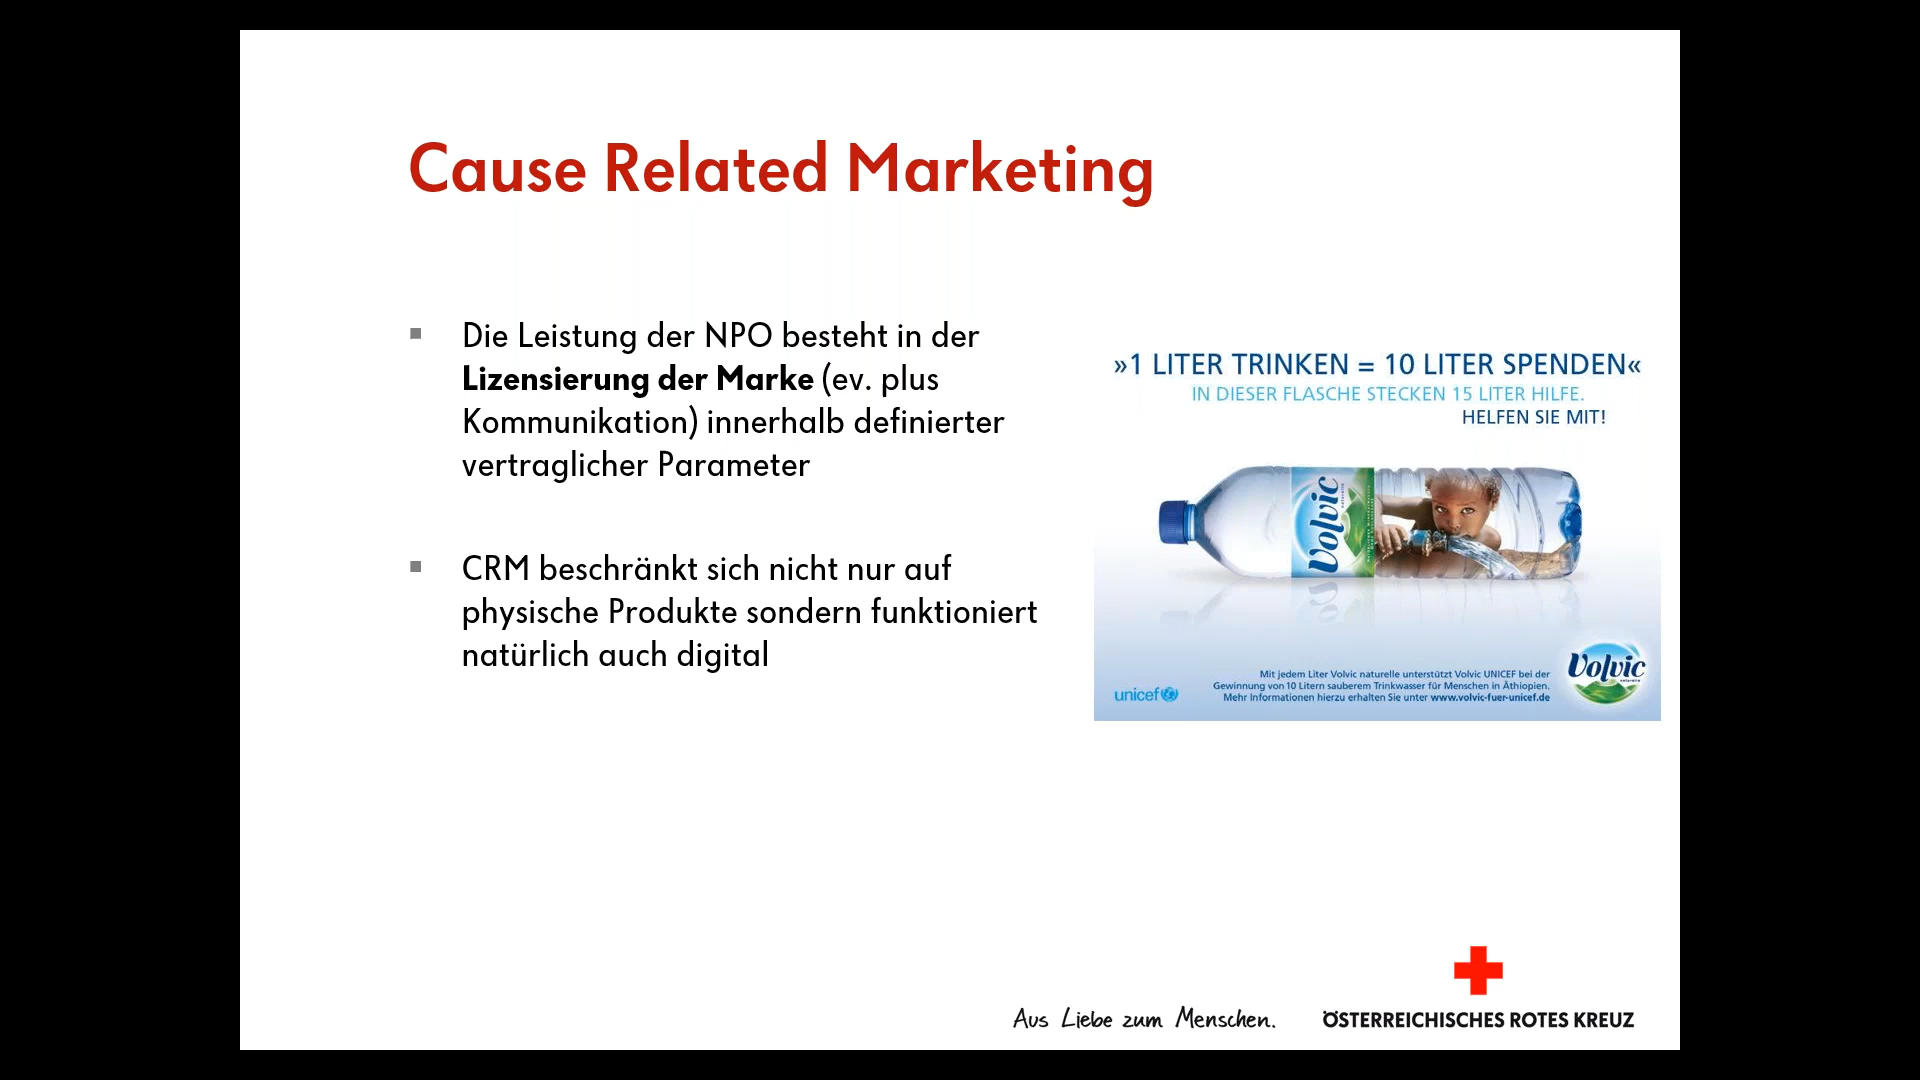 Cause Related Marketing
Die Leistung der NPO besteht in der
Lizensierung der Marke (ev. plus
Kommunikation) innerhalb definierter
vertraglicher Parameter
CRM beschränkt sich nicht nur auf
physische Produkte sondern funktioniert
natürlich auch digital
»1 LITER TRINKEN = 10 LITER SPENDEN«
IN DIESER FLASCHE STECKEN 15 LITER HILFE.
HELFEN SIE MIT!
Volvic
Mit jedem Liter Volvic naturelle unterstützt Volvic UNICEF bei der
Gewinnung von 10 Litern sauberem Trinkwasser für Menschen in Äthiopien.
Mehr Informationen hierzu erhalten Sie unter www.volvic-fuer-unicef.de
unicef
Volvic
naturelle
Aus Liebe zum Menschen.
ÖSTERREICHISCHES ROTES KREUZ